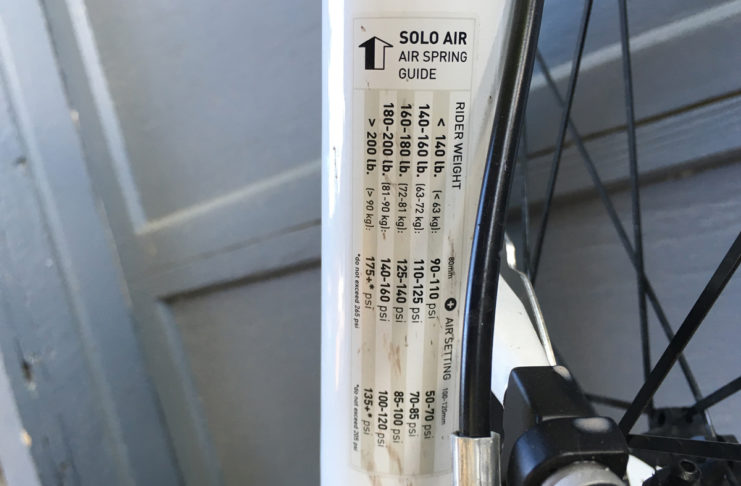 SOLO AIR
AIR SPRING
GUIDE
RIDER WEIGHT 80mm AIR SETTING 100-120mm
< 140 lb. (< 63 kg): 90-110 psi 50-70 psi
140-160 lb. (63-72 kg): 110-125 psi 70-85 psi
160-180 lb. (72-81 kg): 125-140 psi 85-100 psi
180-200 lb. (81-90 kg): 140-160 psi 100-120 psi
> 200 lb. (> 90 kg): 175+* psi 135+* psi
*do not exceed 265 psi *do not exceed 205 psi